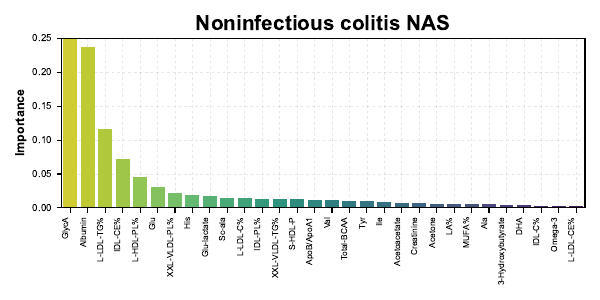 Noninfectious colitis NAS
Importance
0.25
0.20
0.15
0.10
0.05
0.00
GlycA
Albumin
L-LDL-TG%
IDL-CE%
L-HDL-PL%
Glu
XXL-VLDL-PL%
His
Glu-lactate
So-ala
L-LDL-C%
IDL-PL%
XXL-VLDL-TG%
S-HDL-P
ApoB/ApoA1
Val
Total-BCAA
Tyr
Ile
Acetoacetate
Creatinine
Acetone
LA%
MUFA%
Ala
3-Hydroxybutyrate
DHA
IDL-C%
Omega-3
L-LDL-CE%